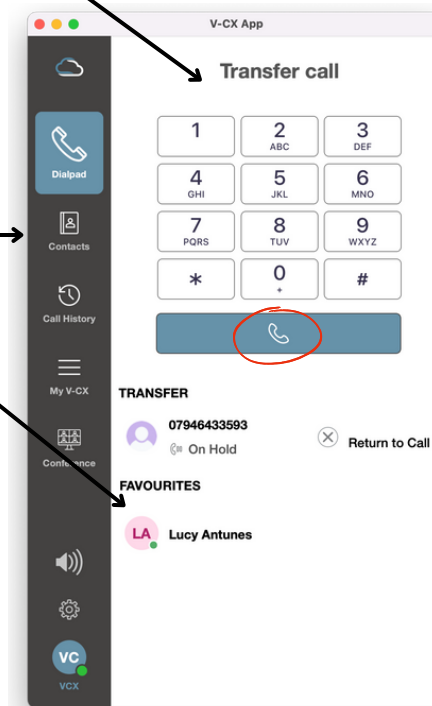 V-CX App
Transfer call
1
2
ABC
3
DEF
4
GHI
5
JKL
6
MNO
7
PQRS
8
TUV
9
WXYZ
*
0
+
#
Dialpad
Contacts
Call History
My V-CX
Conference
TRANSFER
07946433593
On Hold
Return to Call
FAVOURITES
LA
Lucy Antunes
VC
VCX